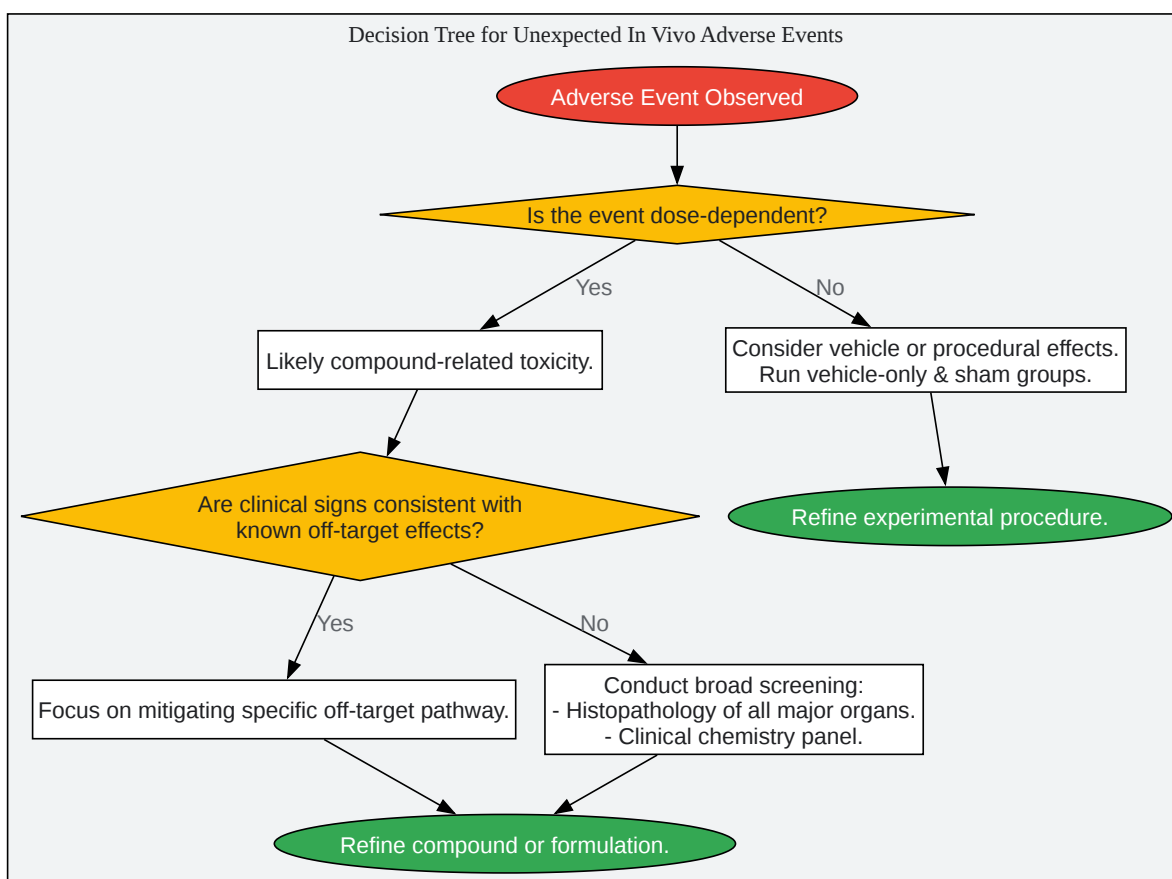 Decision Tree for Unexpected In Vivo Adverse Events
Adverse Event Observed
Is the event dose-dependent?
Yes
No
Likely compound-related toxicity.
Consider vehicle or procedural effects.
Run vehicle-only & sham groups.
Are clinical signs consistent with
known off-target effects?
Refine experimental procedure.
Yes
No
Focus on mitigating specific off-target pathway.
Conduct broad screening:
- Histopathology of all major organs.
- Clinical chemistry panel.
Refine compound or formulation.